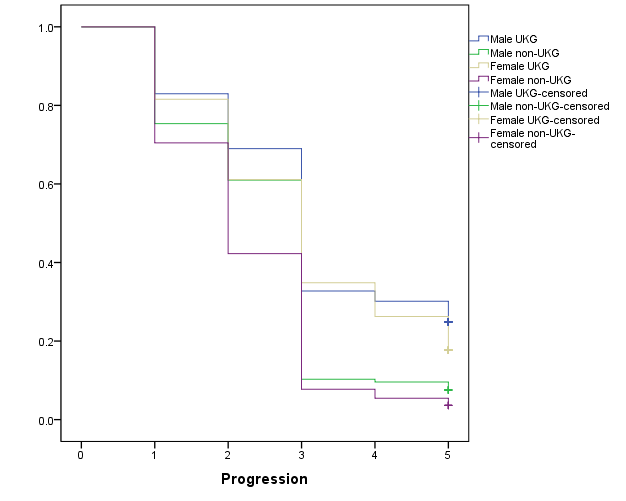 1.0
0.8
0.6
0.4
0.2
0.0
0 1 2 3 4 5
Progression
Male UKG
Male non-UKG
Female UKG
Female non-UKG
Male UKG-censored
Male non-UKG-censored
Female UKG-censored
Female non-UKG-
censored